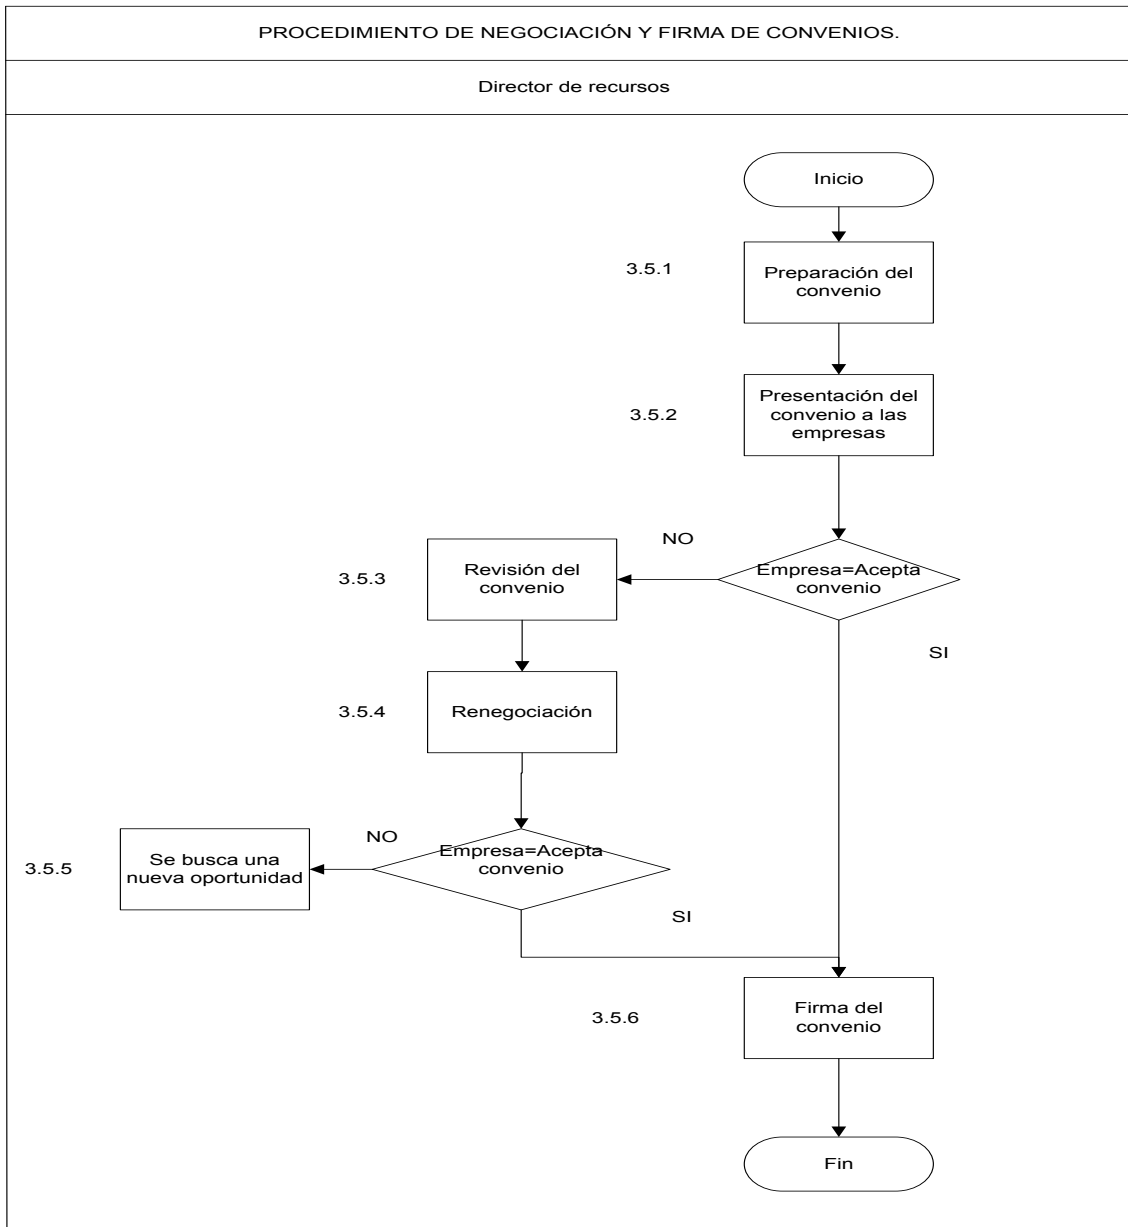 PROCEDIMIENTO DE NEGOCIACIÓN Y FIRMA DE CONVENIOS.
Director de recursos
Inicio
3.5.1
Preparación del
convenio
3.5.2
Presentación del
convenio a las
empresas
Empresa=Acepta
convenio
NO
SI
3.5.3
Revisión del
convenio
3.5.4
Renegociación
Empresa=Acepta
convenio
NO
SI
3.5.5
Se busca una
nueva oportunidad
3.5.6
Firma del
convenio
Fin